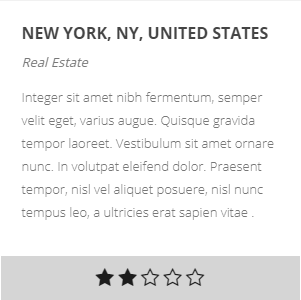 NEW YORK, NY, UNITED STATES
Real Estate
Integer sit amet nibh fermentum, semper
velit eget, varius augue. Quisque gravida
tempor laoreet. Vestibulum sit amet ornare
nunc. In volutpat eleifend dolor. Praesent
tempor, nisl vel aliquet posuere, nisl nunc
tempus leo, a ultricies erat sapien vitae .